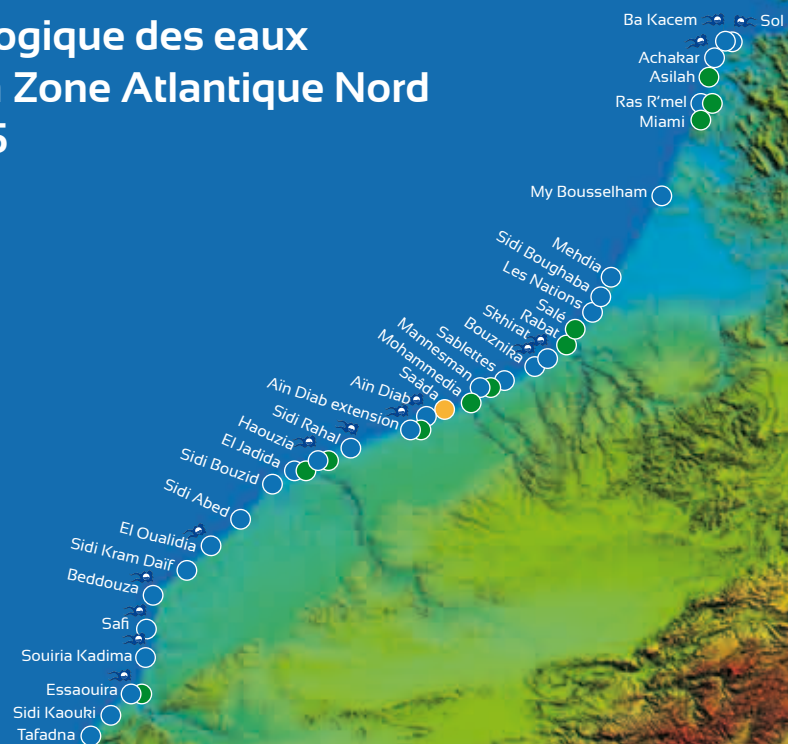 ogique des eaux
Zone Atlantique Nord
Ba Kacem
Sol
Achakar
Asilah
Ras R'mel
Miami
My Bousselham
Mehdia
Sidi Boughaba
Les Nations
Salé
Rabat
Skhirat
Bouznika
Sablettes
Mannesman
Mohammedia
Saâda
Aïn Diab
Aïn Diab extension
Sidi Rahal
Haouzia
El Jadida
Sidi Bouzid
Sidi Abed
El Oualidia
Sidi Kram Daïf
Beddouza
Safi
Souiria Kadima
Essaouira
Sidi Kaouki
Tafadna